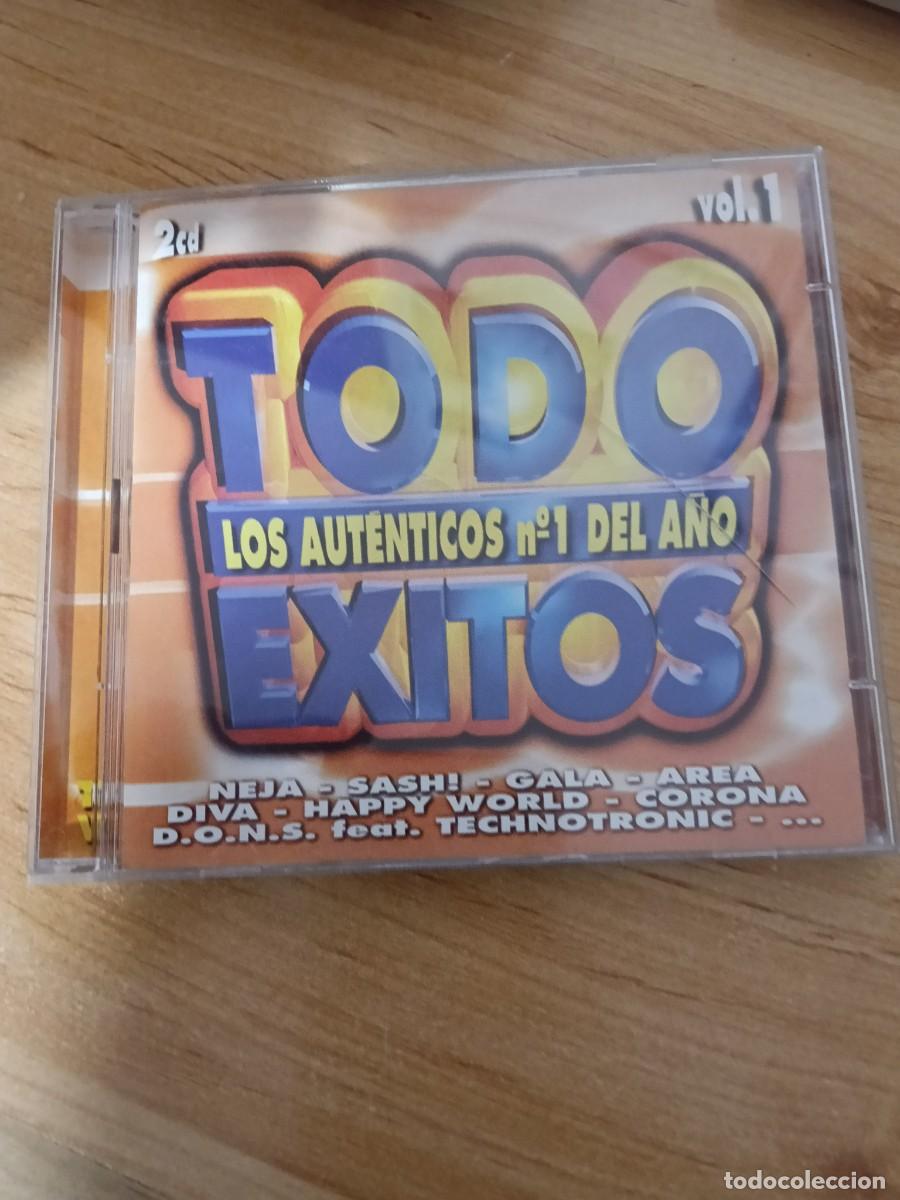 2cd
vol.1
TODO
LOS AUTÉNTICOS nº1 DEL AÑO
EXITOS
NEJA - SASH! - GALA - AREA
DIVA - HAPPY WORLD - CORONA
D.O.N.S. feat. TECHNOTRONIC - ...
todocoleccion